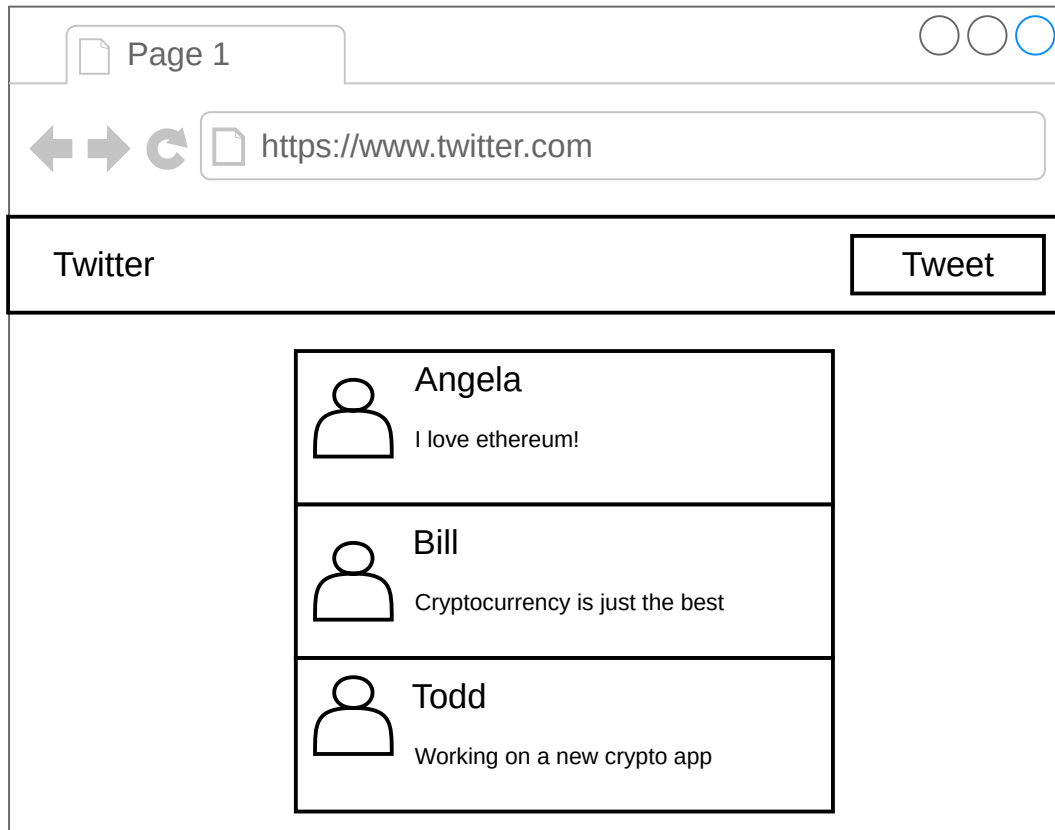 Page 1
https://www.twitter.com
Twitter
Tweet
Angela
I love ethereum!
Bill
Cryptocurrency is just the best
Todd
Working on a new crypto app